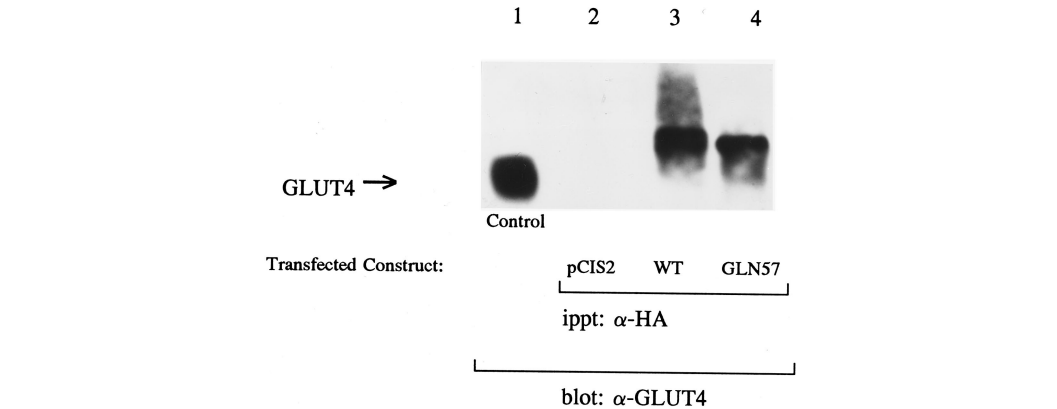 1 2 3 4
GLUT4 →
Control
Transfected Construct: pCIS2 WT GLN57
ippt: α-HA
blot: α-GLUT4